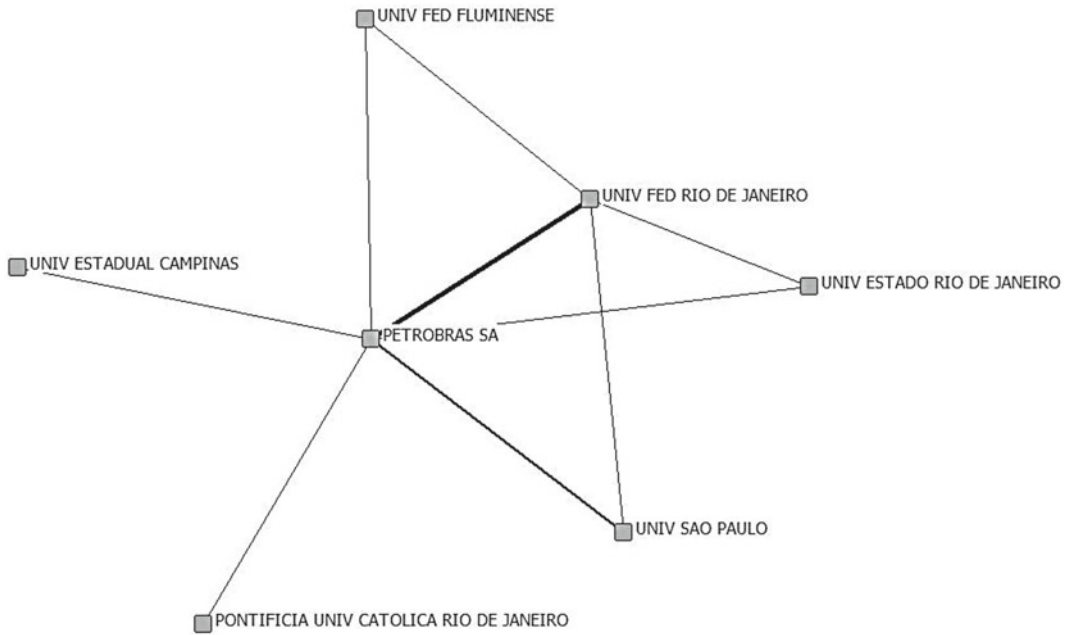 UNIV FED FLUMINENSE
UNIV FED RIO DE JANEIRO
UNIV ESTADUAL CAMPINAS
UNIV ESTADO RIO DE JANEIRO
PETROBRAS SA
UNIV SAO PAULO
PONTIFICIA UNIV CATOLICA RIO DE JANEIRO